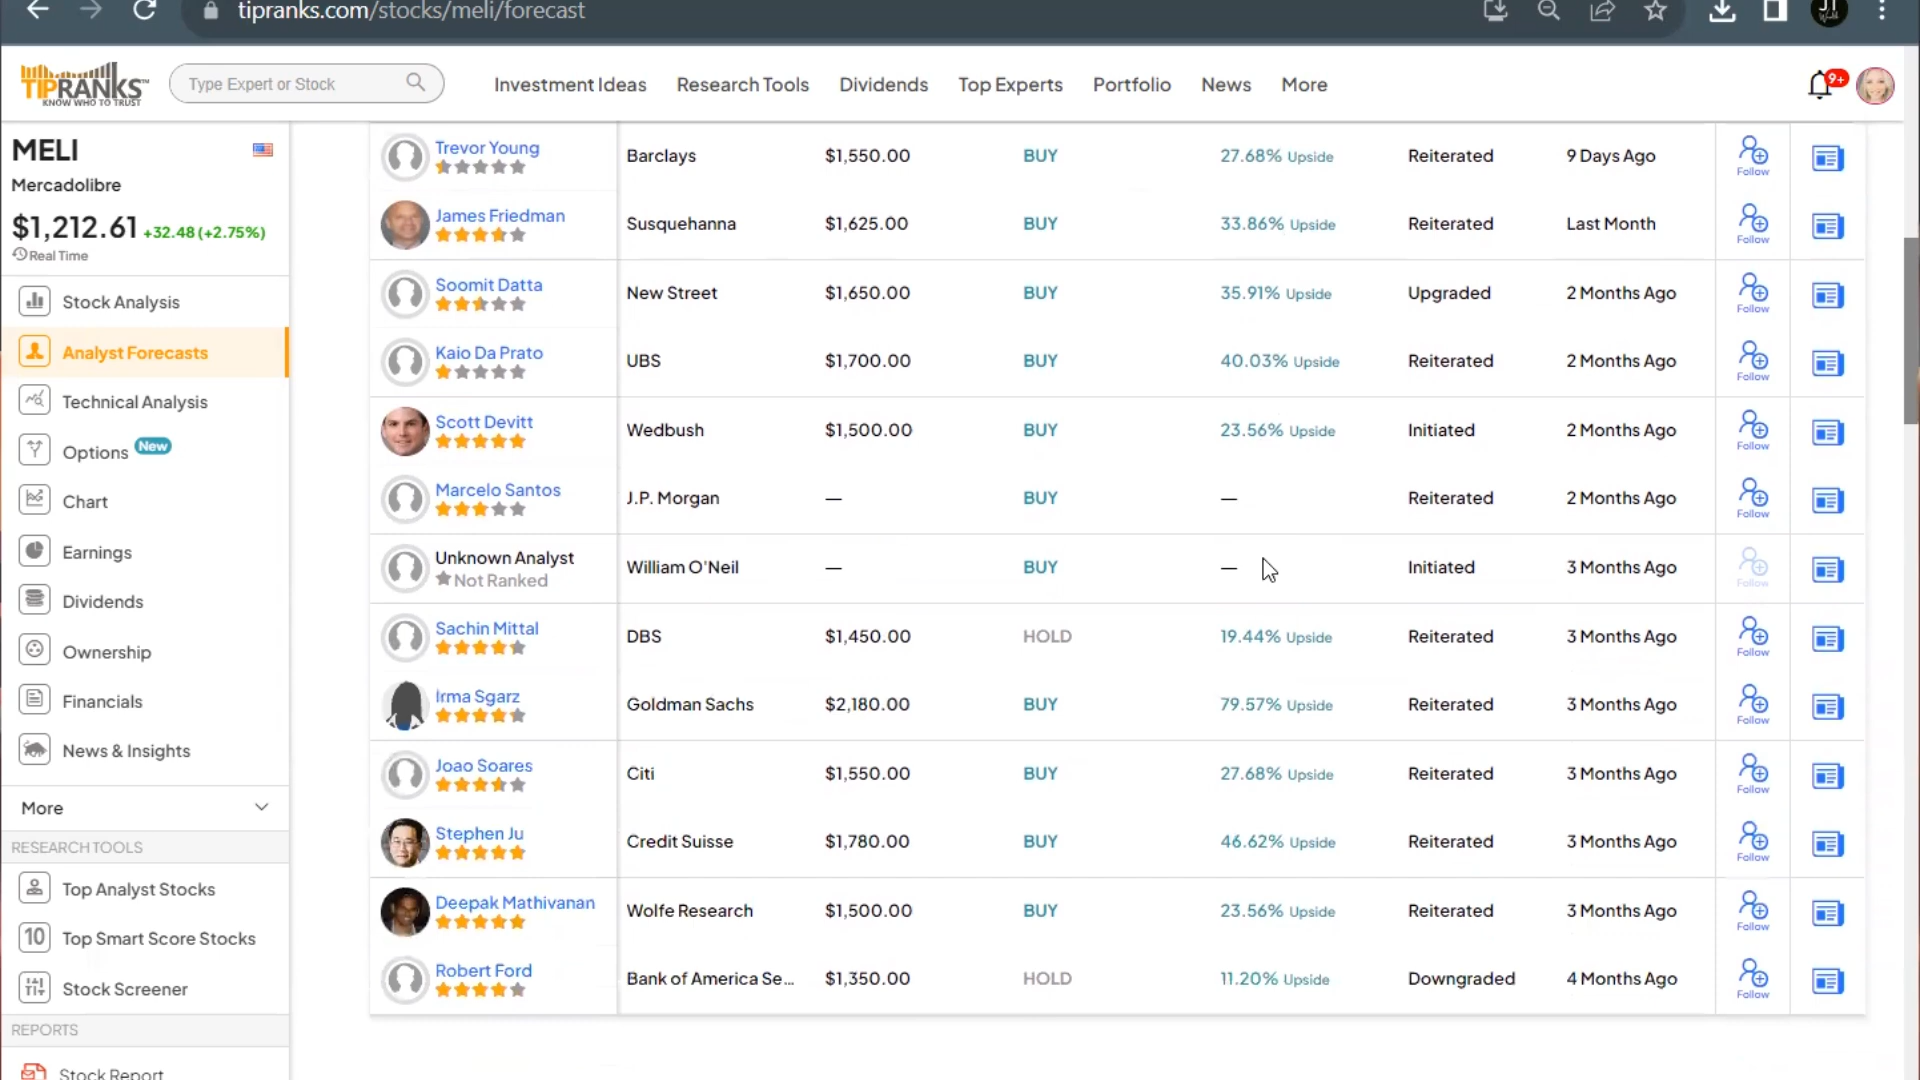 tipranks.com/stocks/meli/forecast
TIPRANKS™
KNOW WHO TO TRUST
Type Expert or Stock
Investment Ideas Research Tools Dividends Top Experts Portfolio News More
9+
MELI
Mercadolibre
$1,212.61 +32.48 (+2.75%)
Real Time
Stock Analysis
Analyst Forecasts
Technical Analysis
Options New
Chart
Earnings
Dividends
Ownership
Financials
News & Insights
More
RESEARCH TOOLS
Top Analyst Stocks
10 Top Smart Score Stocks
Stock Screener
REPORTS
Stock Report
Trevor Young Barclays $1,550.00 BUY 27.68% Upside Reiterated 9 Days Ago Follow
James Friedman Susquehanna $1,625.00 BUY 33.86% Upside Reiterated Last Month Follow
Soomit Datta New Street $1,650.00 BUY 35.91% Upside Upgraded 2 Months Ago Follow
Kaio Da Prato UBS $1,700.00 BUY 40.03% Upside Reiterated 2 Months Ago Follow
Scott Devitt Wedbush $1,500.00 BUY 23.56% Upside Initiated 2 Months Ago Follow
Marcelo Santos J.P. Morgan — BUY — Reiterated 2 Months Ago Follow
Unknown Analyst William O'Neil — BUY — Initiated 3 Months Ago Follow
Not Ranked
Sachin Mittal DBS $1,450.00 HOLD 19.44% Upside Reiterated 3 Months Ago Follow
Irma Sgarz Goldman Sachs $2,180.00 BUY 79.57% Upside Reiterated 3 Months Ago Follow
Joao Soares Citi $1,550.00 BUY 27.68% Upside Reiterated 3 Months Ago Follow
Stephen Ju Credit Suisse $1,780.00 BUY 46.62% Upside Reiterated 3 Months Ago Follow
Deepak Mathivanan Wolfe Research $1,500.00 BUY 23.56% Upside Reiterated 3 Months Ago Follow
Robert Ford Bank of America Se... $1,350.00 HOLD 11.20% Upside Downgraded 4 Months Ago Follow